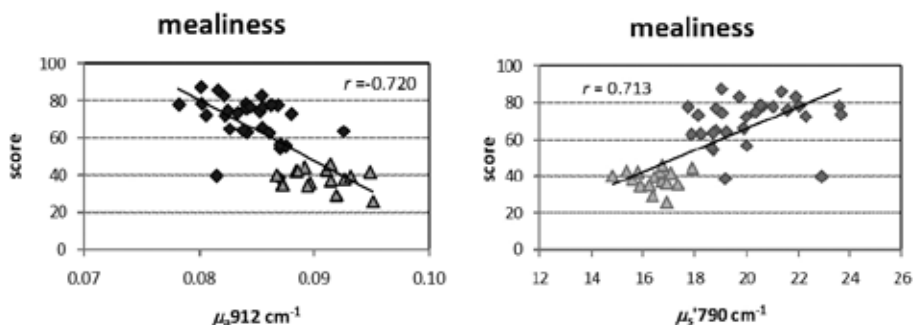 mealiness
r =-0.720
score
100
80
60
40
20
0
0.07 0.08 0.09 0.10
μa912 cm-1
mealiness
r = 0.713
score
100
80
60
40
20
0
12 14 16 18 20 22 24 26
μs'790 cm-1